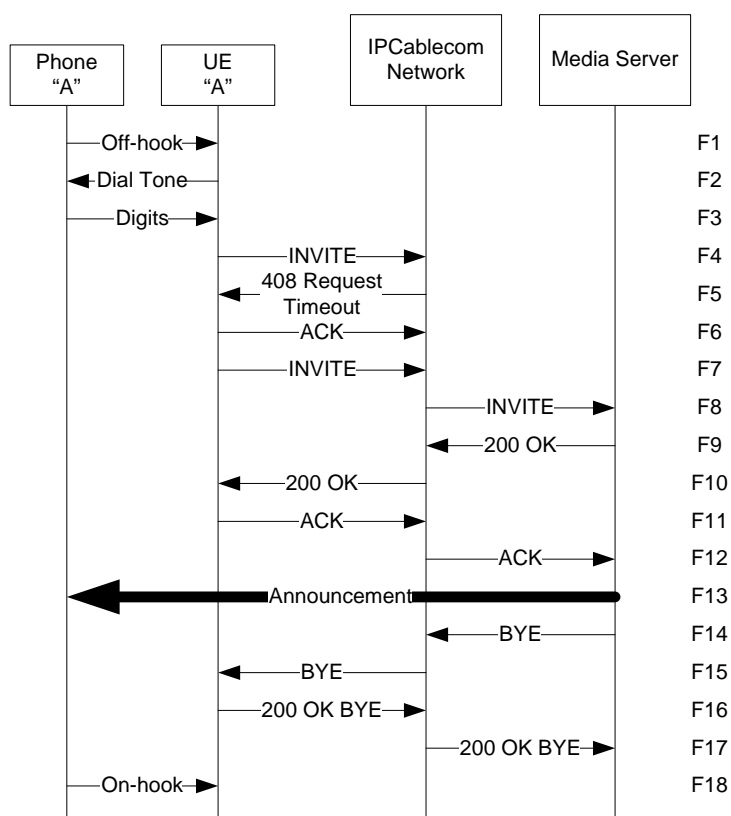 Phone
“A”
UE
“A”
IPCablecom
Network
Media Server
Off-hook
F1
Dial Tone
F2
Digits
F3
INVITE
F4
408 Request
Timeout
F5
ACK
F6
INVITE
F7
INVITE
F8
200 OK
F9
200 OK
F10
ACK
F11
ACK
F12
Announcement
F13
BYE
F14
BYE
F15
200 OK BYE
F16
200 OK BYE
F17
On-hook
F18